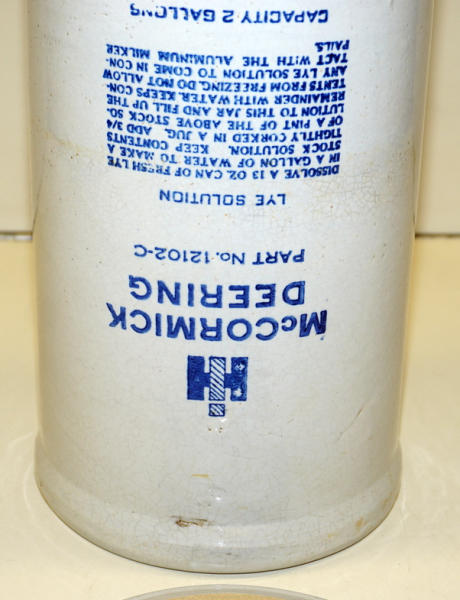 McCORMICK
DEERING
PART No. 12102-C
LYE SOLUTION
DISSOLVE A 13 OZ. CAN OF FRESH LYE
IN A GALLON OF WATER TO MAKE A
STOCK SOLUTION. KEEP CONTENTS
TIGHTLY CORKED IN A JUG. ADD 3/4
OF A PINT OF THE ABOVE STOCK SO-
LUTION TO THIS JAR AND FILL UP THE
REMAINDER WITH WATER. KEEPS CON-
TENTS FROM FREEZING. DO NOT ALLOW
ANY LYE SOLUTION TO COME IN CON-
TACT WITH THE ALUMINUM MILKER
PAILS.
CAPACITY 2 GALLONS